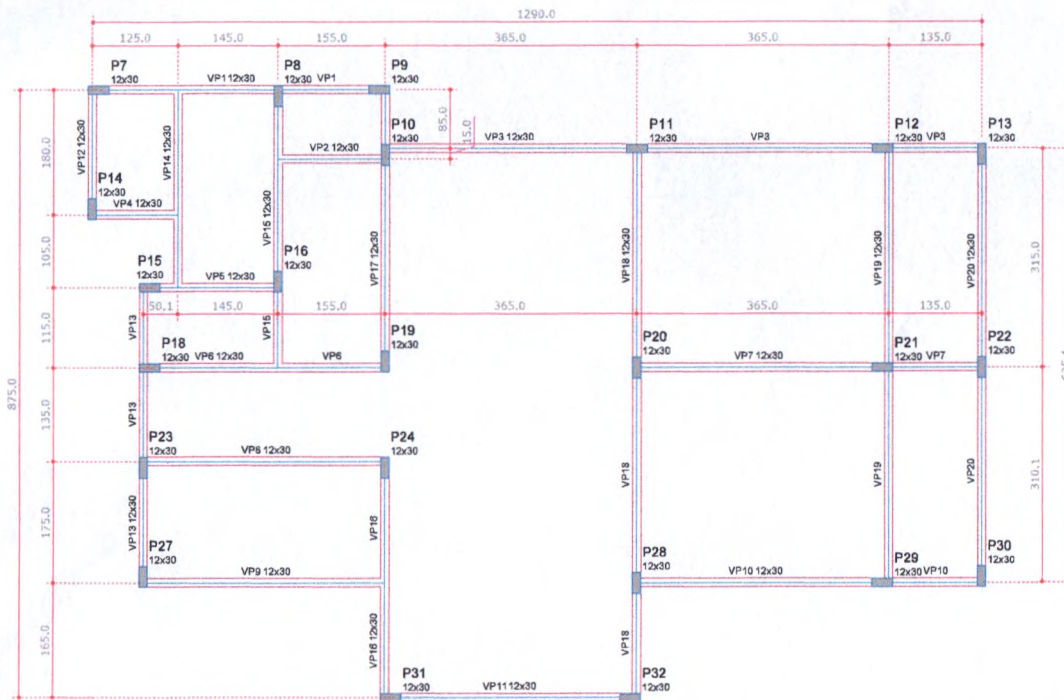 1290.0
125.0
145.0
155.0
365.0
365.0
135.0
P7
12x30
VP1 12x30
P8
12x30
VP1
P9
12x30
180.0
VP12 12x30
VP14 12x30
P10
12x30
85.0
15.0
VP3 12x30
P11
12x30
VP3
P12
12x30
VP3
P13
12x30
VP2 12x30
P14
12x30
VP4 12x30
VP15 12x30
VP17 12x30
VP18 12x30
VP19 12x30
VP20 12x30
315.0
105.0
P15
12x30
VP5 12x30
P16
12x30
50.1
145.0
155.0
365.0
365.0
135.0
115.0
VP13
P18
12x30
VP6 12x30
VP15
VP6
P19
12x30
P20
12x30
VP7 12x30
P21
12x30
VP7
P22
12x30
875.0
135.0
VP13
P23
12x30
VP8 12x30
P24
12x30
VP18
VP19
VP20
310.1
175.0
VP13 12x30
VP16
P27
12x30
VP9 12x30
P28
12x30
VP10 12x30
P29
12x30
VP10
P30
12x30
165.0
VP16 12x30
VP18
P31
12x30
VP11 12x30
P32
12x30